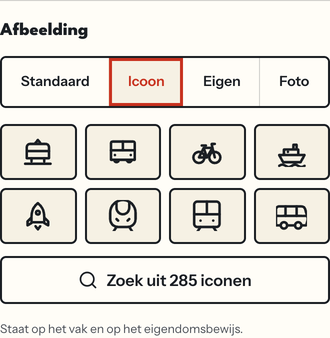 Afbeelding
Standaard Icoon Eigen Foto
Zoek uit 285 iconen
Staat op het vak en op het eigendomsbewijs.